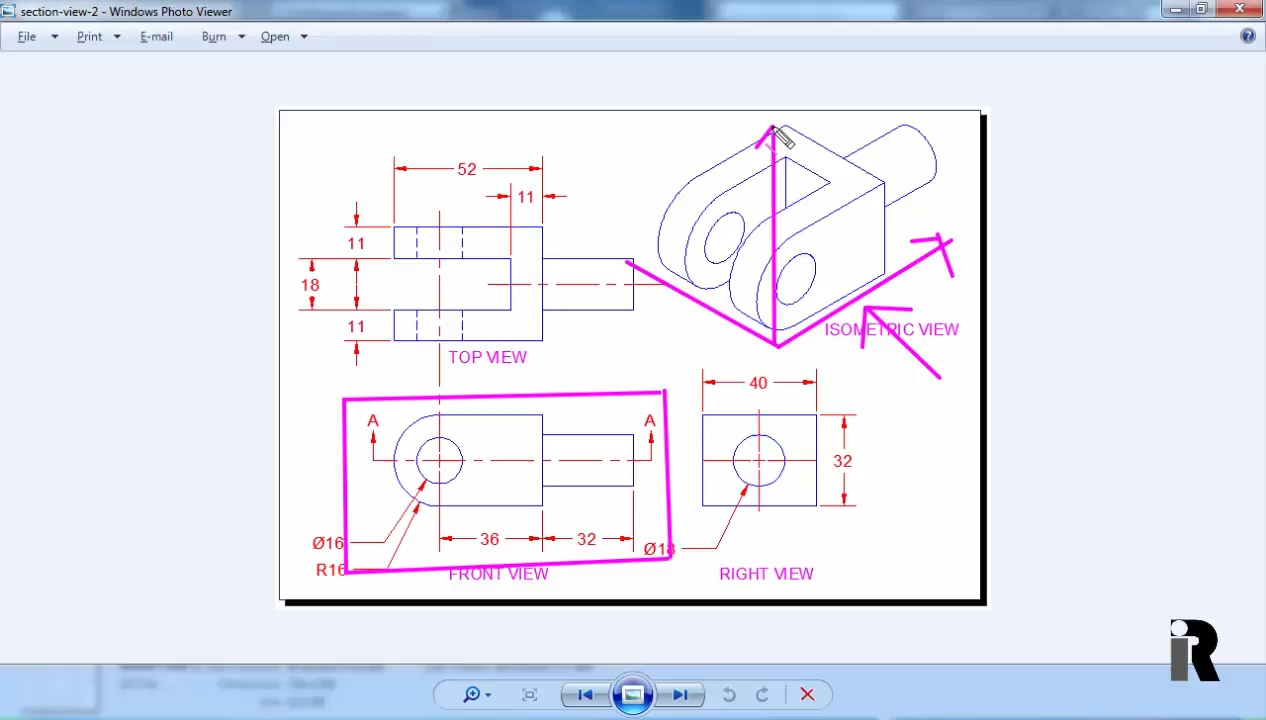 section-view-2 - Windows Photo Viewer
File Print E-mail Burn Open
52
11
11
18
11
TOP VIEW
ISOMETRIC VIEW
40
A A
32
Ø16
36 32
Ø18
R16
FRONT VIEW
RIGHT VIEW
iR